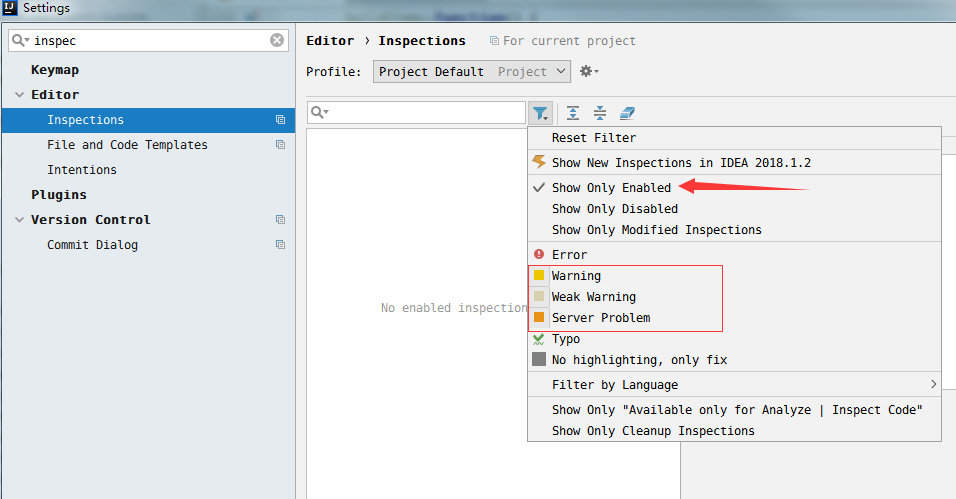 IJ Settings
inspec
Keymap
Editor
Inspections
File and Code Templates
Intentions
Plugins
Version Control
Commit Dialog
Editor › Inspections For current project
Profile: Project Default Project
Reset Filter
Show New Inspections in IDEA 2018.1.2
Show Only Enabled
Show Only Disabled
Show Only Modified Inspections
Error
Warning
Weak Warning
Server Problem
Typo
No highlighting, only fix
Filter by Language
Show Only "Available only for Analyze | Inspect Code"
Show Only Cleanup Inspections
No enabled inspection